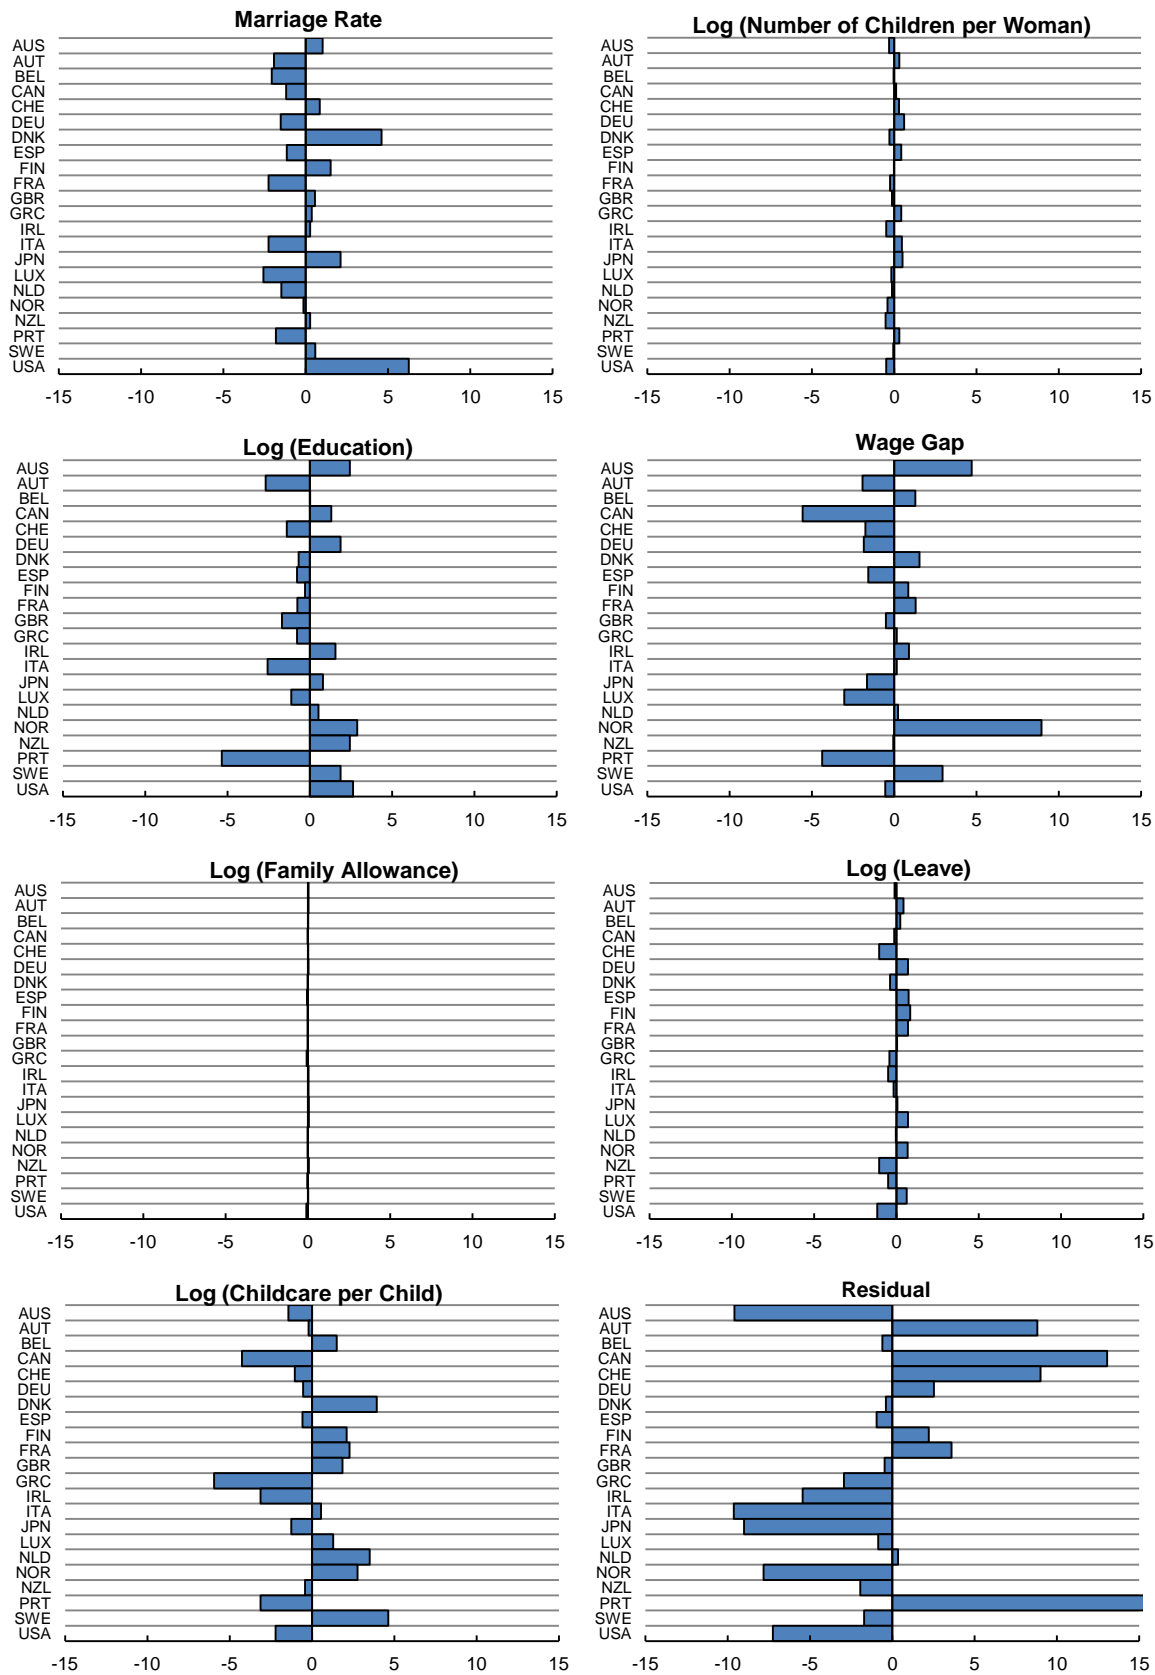 Marriage Rate
AUS
AUT
BEL
CAN
CHE
DEU
DNK
ESP
FIN
FRA
GBR
GRC
IRL
ITA
JPN
LUX
NLD
NOR
NZL
PRT
SWE
USA
-15 -10 -5 0 5 10 15
Log (Number of Children per Woman)
AUS
AUT
BEL
CAN
CHE
DEU
DNK
ESP
FIN
FRA
GBR
GRC
IRL
ITA
JPN
LUX
NLD
NOR
NZL
PRT
SWE
USA
-15 -10 -5 0 5 10 15
Log (Education)
AUS
AUT
BEL
CAN
CHE
DEU
DNK
ESP
FIN
FRA
GBR
GRC
IRL
ITA
JPN
LUX
NLD
NOR
NZL
PRT
SWE
USA
-15 -10 -5 0 5 10 15
Wage Gap
AUS
AUT
BEL
CAN
CHE
DEU
DNK
ESP
FIN
FRA
GBR
GRC
IRL
ITA
JPN
LUX
NLD
NOR
NZL
PRT
SWE
USA
-15 -10 -5 0 5 10 15
Log (Family Allowance)
AUS
AUT
BEL
CAN
CHE
DEU
DNK
ESP
FIN
FRA
GBR
GRC
IRL
ITA
JPN
LUX
NLD
NOR
NZL
PRT
SWE
USA
-15 -10 -5 0 5 10 15
Log (Leave)
AUS
AUT
BEL
CAN
CHE
DEU
DNK
ESP
FIN
FRA
GBR
GRC
IRL
ITA
JPN
LUX
NLD
NOR
NZL
PRT
SWE
USA
-15 -10 -5 0 5 10 15
Log (Childcare per Child)
AUS
AUT
BEL
CAN
CHE
DEU
DNK
ESP
FIN
FRA
GBR
GRC
IRL
ITA
JPN
LUX
NLD
NOR
NZL
PRT
SWE
USA
-15 -10 -5 0 5 10 15
Residual
AUS
AUT
BEL
CAN
CHE
DEU
DNK
ESP
FIN
FRA
GBR
GRC
IRL
ITA
JPN
LUX
NLD
NOR
NZL
PRT
SWE
USA
-15 -10 -5 0 5 10 15